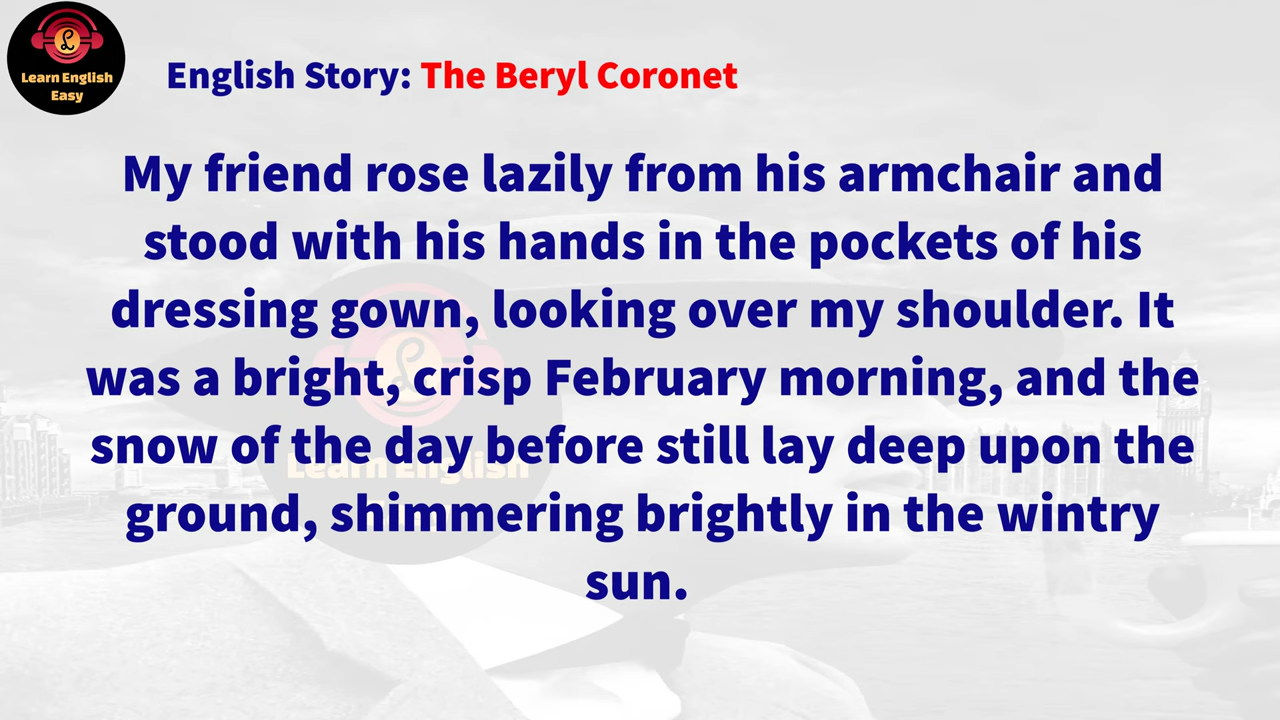 Learn English
Easy
English Story: The Beryl Coronet
My friend rose lazily from his armchair and
stood with his hands in the pockets of his
dressing gown, looking over my shoulder. It
was a bright, crisp February morning, and the
snow of the day before still lay deep upon the
ground, shimmering brightly in the wintry
sun.
Learn English